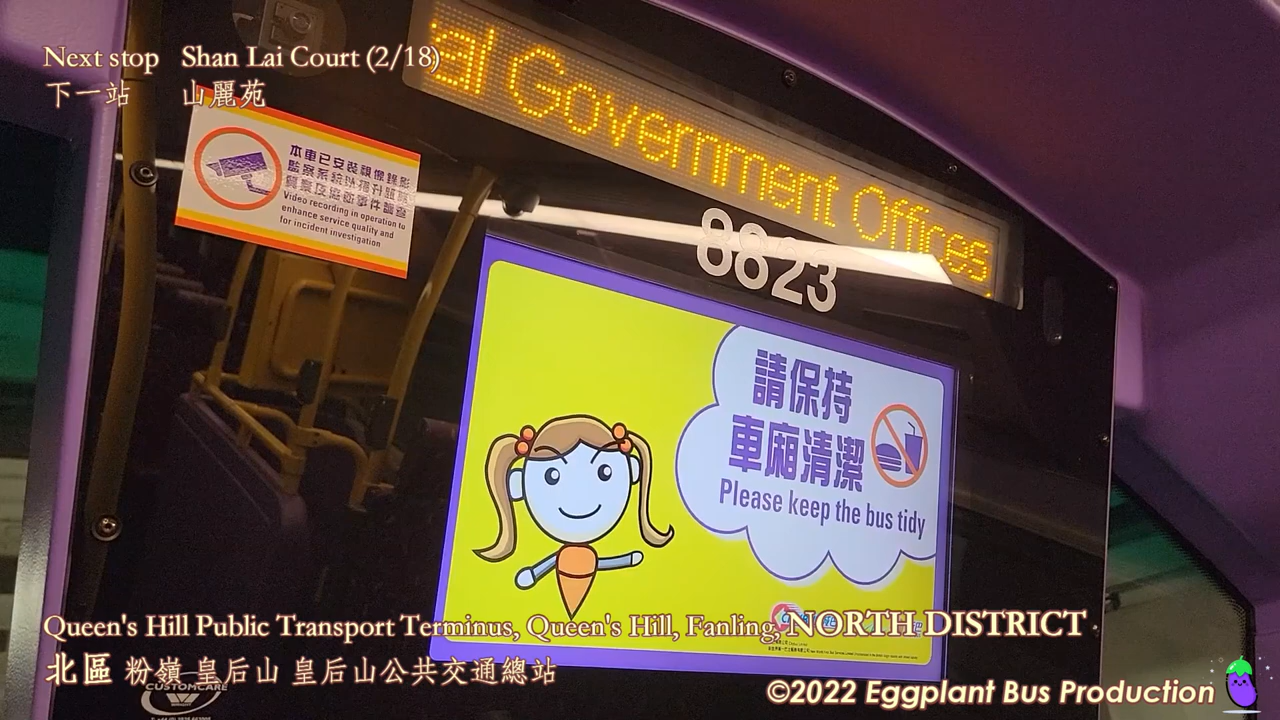 Next stop Shan Lai Court (2/18)
下一站 山麗苑
al Government Offices
本車已安裝視像錄影
監察系統以提升服務
質素及進行事件調查
Video recording in operation to
enhance service quality and
for incident investigation
8823
請保持
車廂清潔
Please keep the bus tidy
Queen's Hill Public Transport Terminus, Queen's Hill, Fanling, NORTH DISTRICT
北區 粉嶺 皇后山 皇后山公共交通總站
CUSTOMCARE
WRIGHT
©2022 Eggplant Bus Production